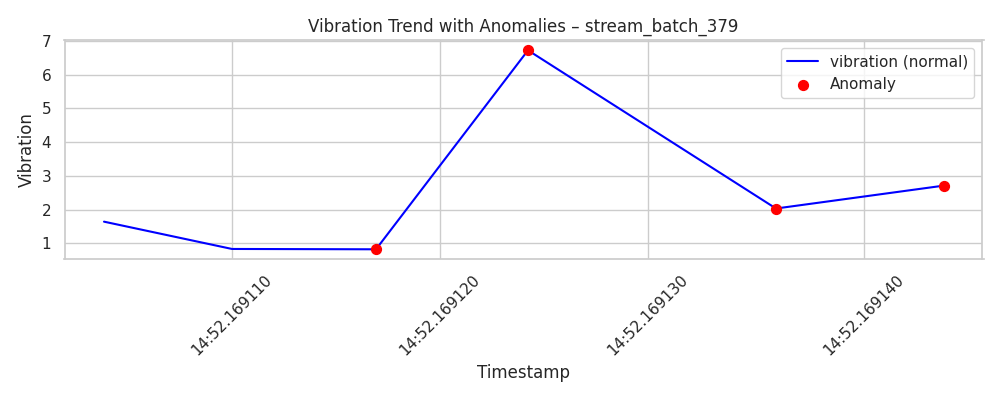 Vibration Trend with Anomalies – stream_batch_379
vibration (normal)
Anomaly
Vibration
7
6
5
4
3
2
1
14:52.169110
14:52.169120
14:52.169130
14:52.169140
Timestamp